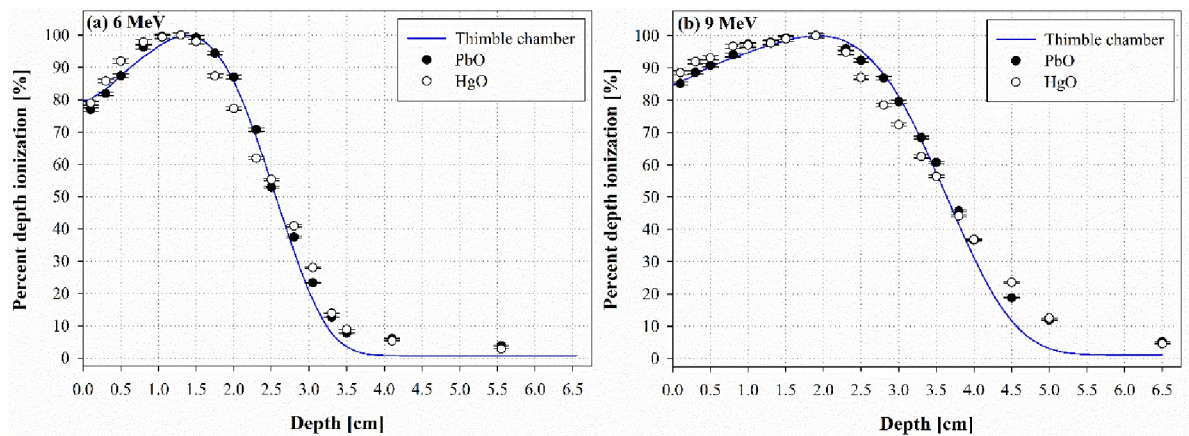 (a) 6 MeV
Thimble chamber
PbO
HgO
Percent depth ionization [%]
100
90
80
70
60
50
40
30
20
10
0
0.0 0.5 1.0 1.5 2.0 2.5 3.0 3.5 4.0 4.5 5.0 5.5 6.0 6.5
Depth [cm]
(b) 9 MeV
Thimble chamber
PbO
HgO
Percent depth ionization [%]
100
90
80
70
60
50
40
30
20
10
0
0.0 0.5 1.0 1.5 2.0 2.5 3.0 3.5 4.0 4.5 5.0 5.5 6.0 6.5
Depth [cm]